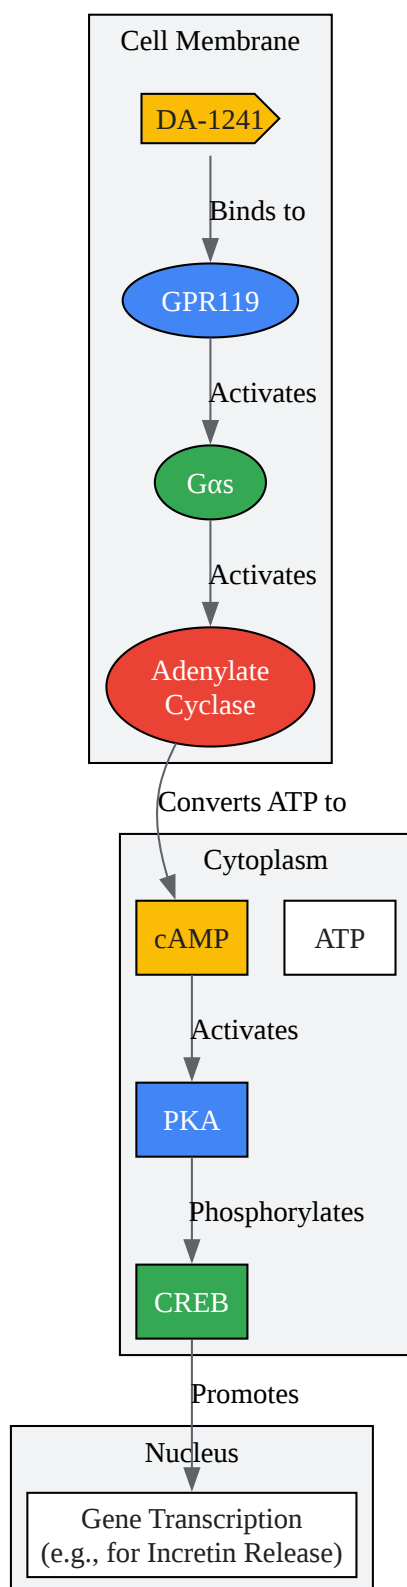 Cell Membrane
DA-1241
Binds to
GPR119
Activates
Gαs
Activates
Adenylate
Cyclase
Converts ATP to
Cytoplasm
cAMP
ATP
Activates
PKA
Phosphorylates
CREB
Promotes
Nucleus
Gene Transcription
(e.g., for Incretin Release)